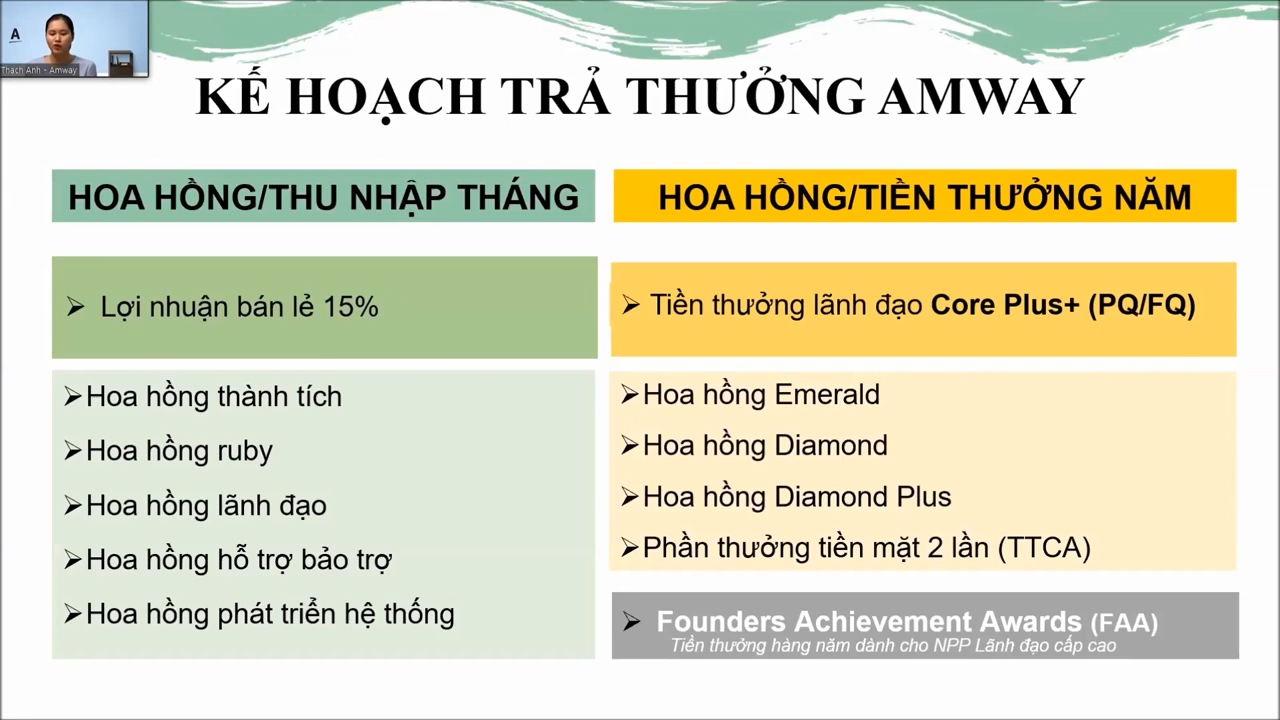 A
Thach Anh - Amway
KẾ HOẠCH TRẢ THƯỞNG AMWAY
HOA HỒNG/THU NHẬP THÁNG
➢ Lợi nhuận bán lẻ 15%
➢Hoa hồng thành tích
➢Hoa hồng ruby
➢Hoa hồng lãnh đạo
➢Hoa hồng hỗ trợ bảo trợ
➢Hoa hồng phát triển hệ thống
HOA HỒNG/TIỀN THƯỞNG NĂM
➢ Tiền thưởng lãnh đạo Core Plus+ (PQ/FQ)
➢Hoa hồng Emerald
➢Hoa hồng Diamond
➢Hoa hồng Diamond Plus
➢Phần thưởng tiền mặt 2 lần (TTCA)
➢ Founders Achievement Awards (FAA)
Tiền thưởng hàng năm dành cho NPP Lãnh đạo cấp cao